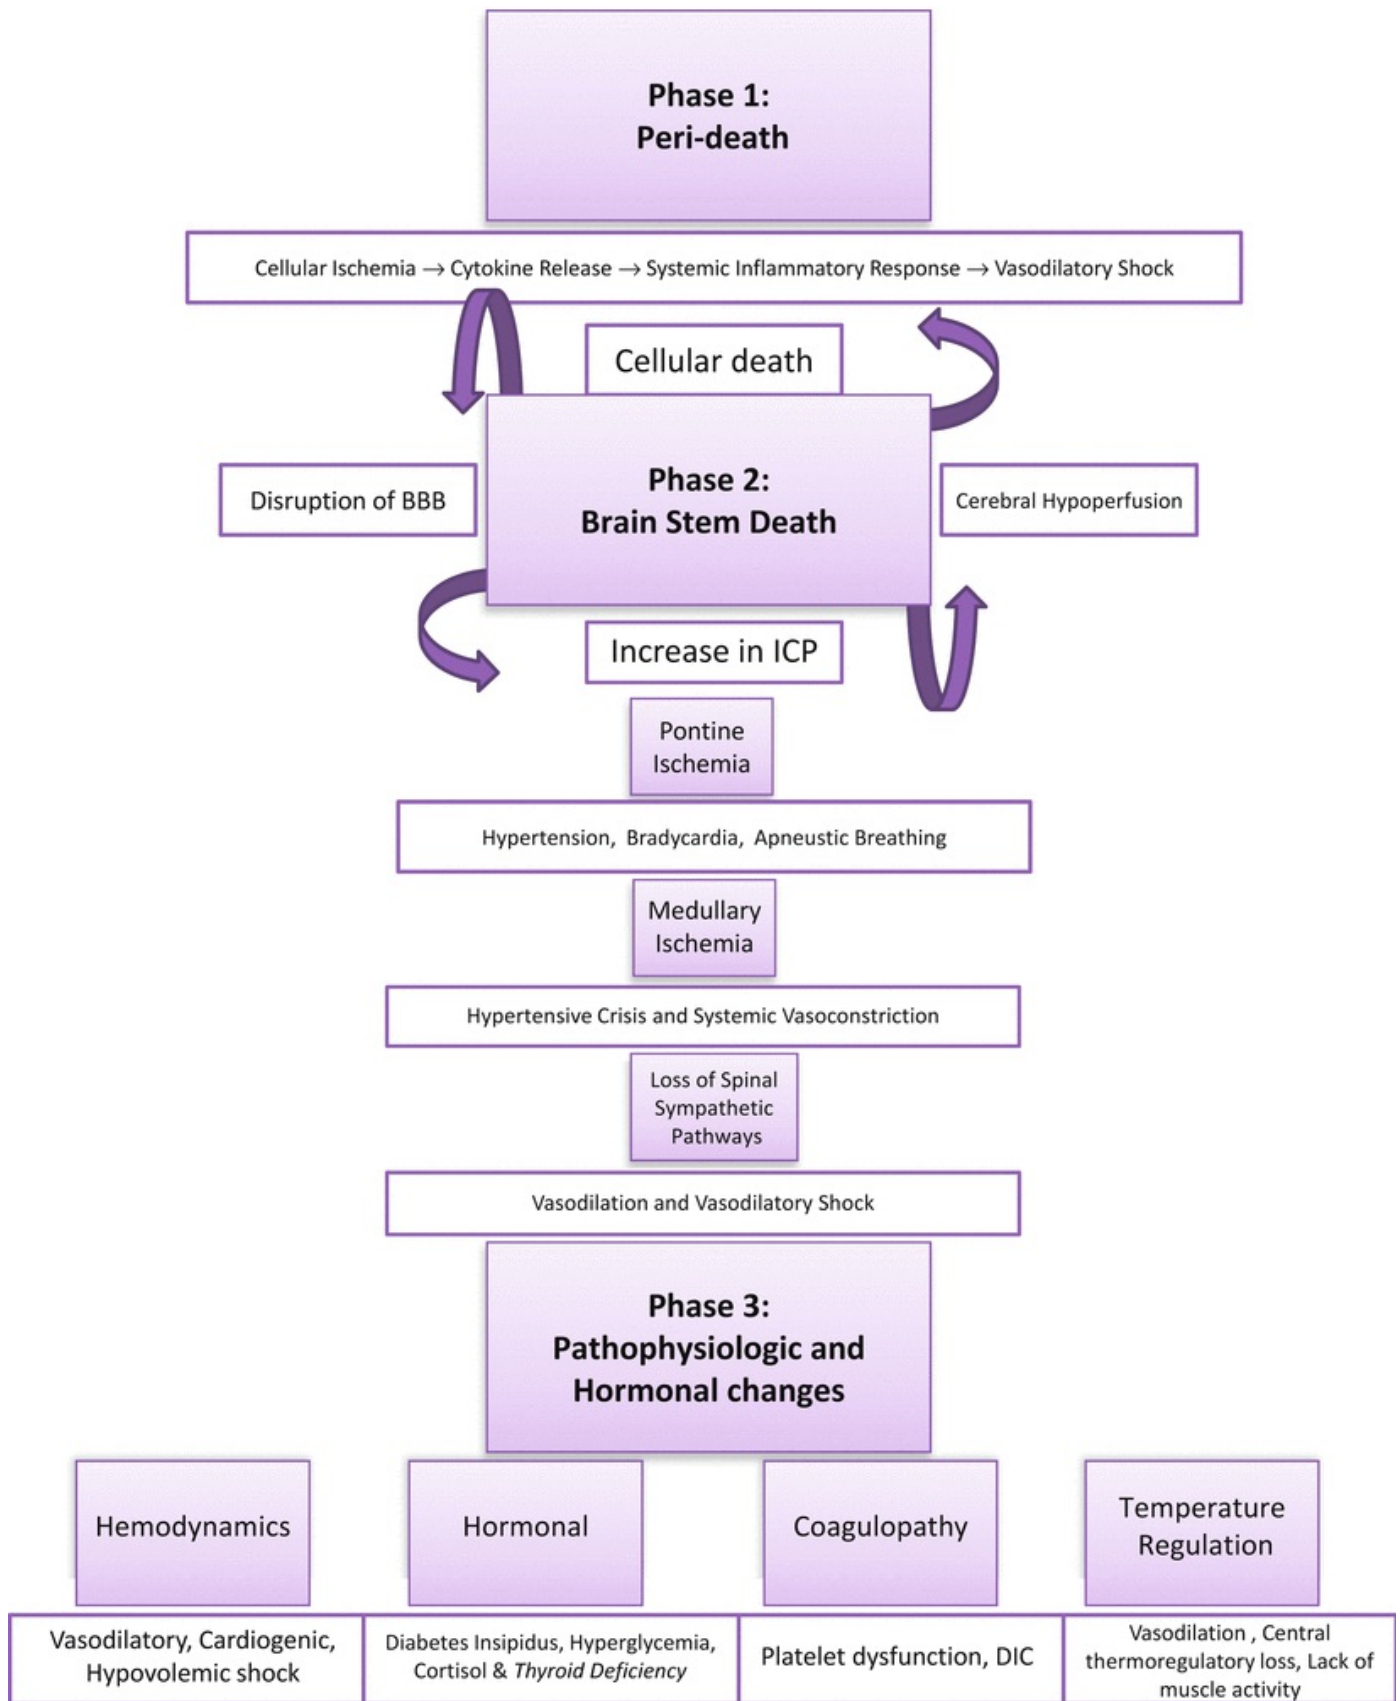 Phase 1:
Peri-death
Cellular Ischemia → Cytokine Release → Systemic Inflammatory Response → Vasodilatory Shock
Cellular death
Disruption of BBB
Phase 2:
Brain Stem Death
Cerebral Hypoperfusion
Increase in ICP
Pontine
Ischemia
Hypertension, Bradycardia, Apneustic Breathing
Medullary
Ischemia
Hypertensive Crisis and Systemic Vasoconstriction
Loss of Spinal
Sympathetic
Pathways
Vasodilation and Vasodilatory Shock
Phase 3:
Pathophysiologic and
Hormonal changes
Hemodynamics
Hormonal
Coagulopathy
Temperature
Regulation
Vasodilatory, Cardiogenic,
Hypovolemic shock
Diabetes Insipidus, Hyperglycemia,
Cortisol & Thyroid Deficiency
Platelet dysfunction, DIC
Vasodilation , Central
thermoregulatory loss, Lack of
muscle activity